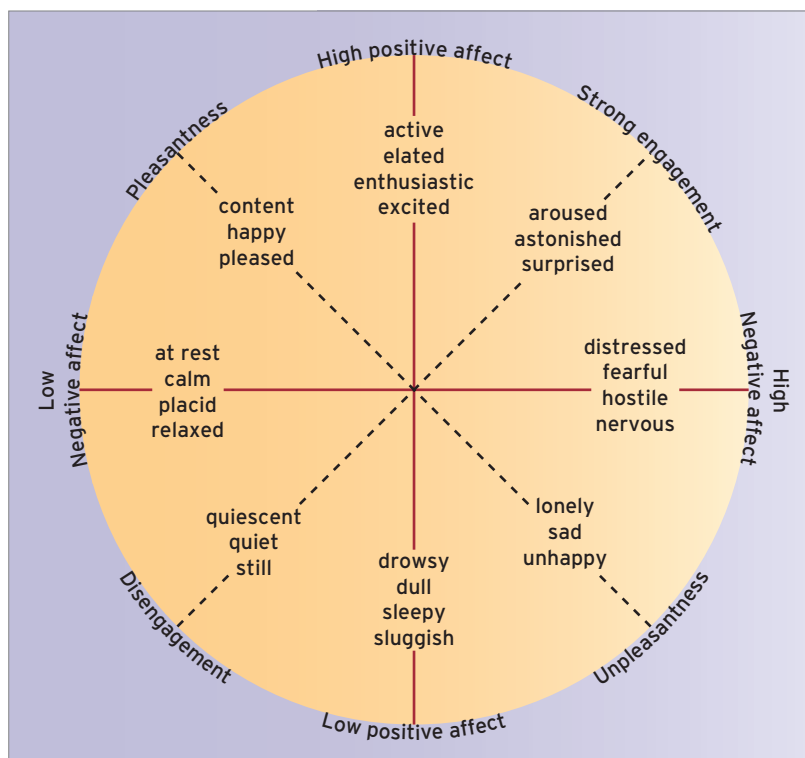 High positive affect
Pleasantness
Strong engagement
active
elated
enthusiastic
excited
content
happy
pleased
aroused
astonished
surprised
Low
Negative affect
at rest
calm
placid
relaxed
distressed
fearful
hostile
nervous
High
Negative affect
quiescent
quiet
still
lonely
sad
unhappy
drowsy
dull
sleepy
sluggish
Disengagement
Unpleasantness
Low positive affect